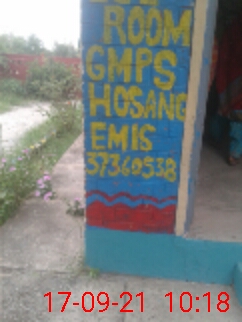 ROOM
GMPS
HOSANG
EMIS
37360538
17-09-21 10:18